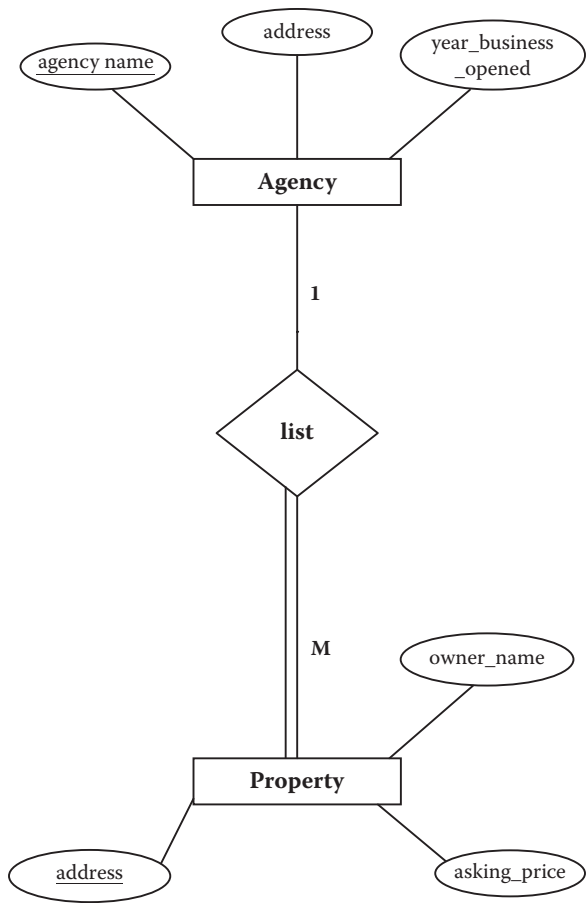 address
agency name
year_business
_opened
Agency
1
list
M
owner_name
Property
address
asking_price